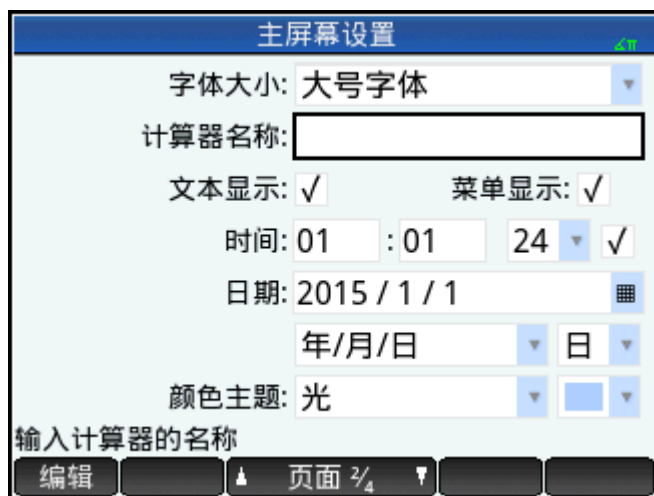 主屏幕设置 ∡π
字体大小: 大号字体
计算器名称:
文本显示: √ 菜单显示: √
时间: 01 : 01 24 √
日期: 2015 / 1 / 1
年/月/日 日
颜色主题: 光
输入计算器的名称
编辑 页面 2/4